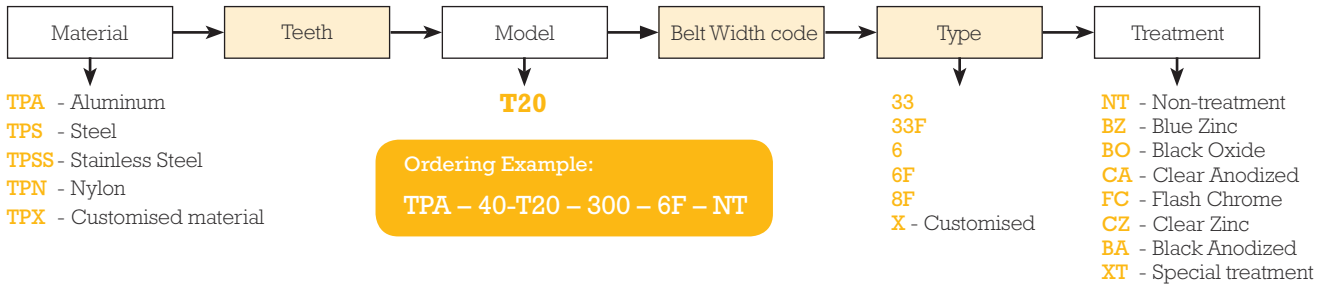 Material
Teeth
Model
Belt Width code
Type
Treatment
TPA - Aluminum
TPS - Steel
TPSS - Stainless Steel
TPN - Nylon
TPX - Customised material
T20
Ordering Example:
TPA – 40-T20 – 300 – 6F – NT
33
33F
6
6F
8F
X - Customised
NT - Non-treatment
BZ - Blue Zinc
BO - Black Oxide
CA - Clear Anodized
FC - Flash Chrome
CZ - Clear Zinc
BA - Black Anodized
XT - Special treatment